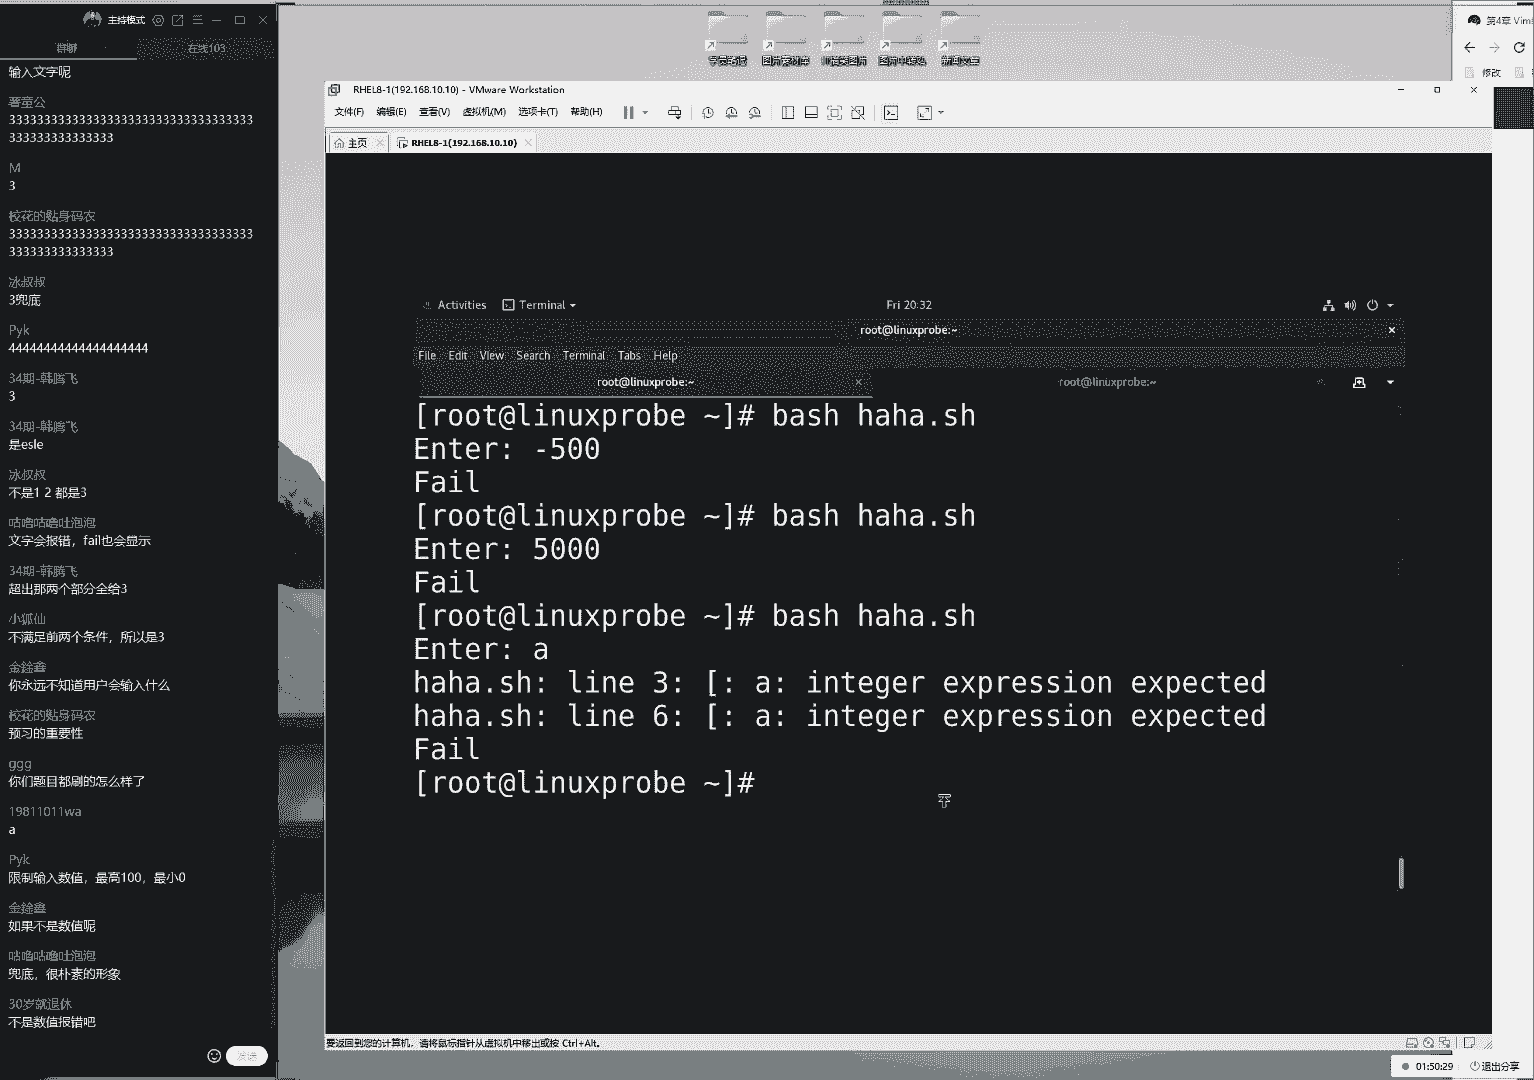 主持模式
群聊
在线103
输入文字呢
著童公
33333333333333333333333333333333333
333333333333333
M
3
校花的贴身码农
33333333333333333333333333333333333
333333333333333
冰叔叔
3兜底
Pyk
44444444444444444444
34期-韩腾飞
3
34期-韩腾飞
是esle
冰叔叔
不是1 2 都是3
咕噜咕噜吐泡泡
文字会报错，fail也会显示
34期-韩腾飞
超出那两个部分全给3
小狐仙
不满足前两个条件，所以是3
你永远不知道用户会输入什么
校花的贴身码农
预习的重要性
ggg
你们题目都刷的怎么样了
19811011wa
a
Pyk
限制输入数值，最高100，最小0
如果不是数值呢
咕噜咕噜吐泡泡
兜底，很朴素的形象
30岁就退休
不是数值报错吧
发送
RHEL8-1(192.168.10.10) - VMware Workstation
文件(F) 编辑(E) 查看(V) 虚拟机(M) 选项卡(T) 帮助(H)
主页
RHEL8-1(192.168.10.10)
Activities
Terminal
Fri 20:32
root@linuxprobe:~
File Edit View Search Terminal Tabs Help
root@linuxprobe:~
root@linuxprobe:~
[root@linuxprobe ~]# bash haha.sh
Enter: -500
Fail
[root@linuxprobe ~]# bash haha.sh
Enter: 5000
Fail
[root@linuxprobe ~]# bash haha.sh
Enter: a
haha.sh: line 3: [: a: integer expression expected
haha.sh: line 6: [: a: integer expression expected
Fail
[root@linuxprobe ~]#
要返回到您的计算机，请将鼠标指针从虚拟机中移出或按 Ctrl+Alt。
第4章 Vim
修改
01:50:29
退出分享